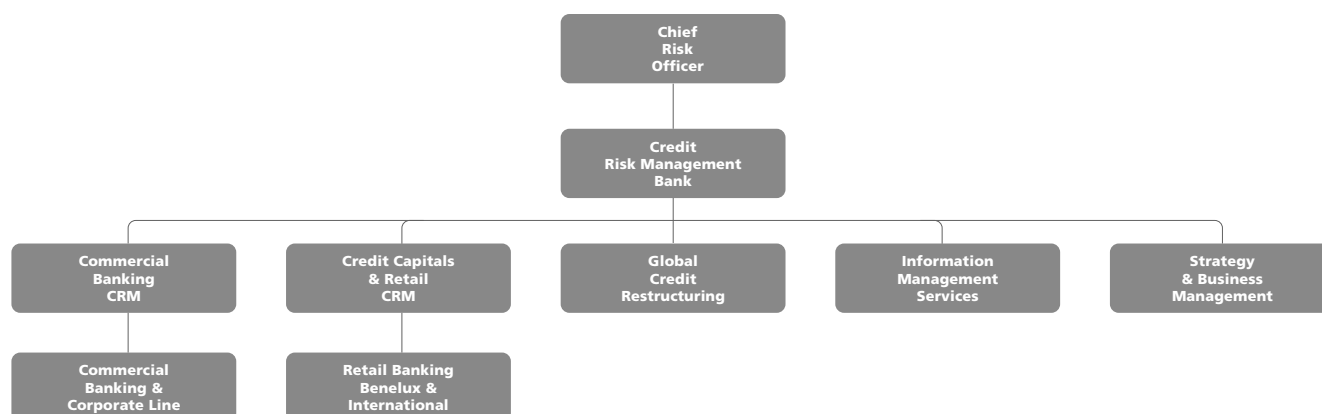 Chief
Risk
Officer
Credit
Risk Management
Bank
Commercial
Banking
CRM
Credit Capitals
& Retail
CRM
Global
Credit
Restructuring
Information
Management
Services
Strategy
& Business
Management
Commercial
Banking &
Corporate Line
Retail Banking
Benelux &
International